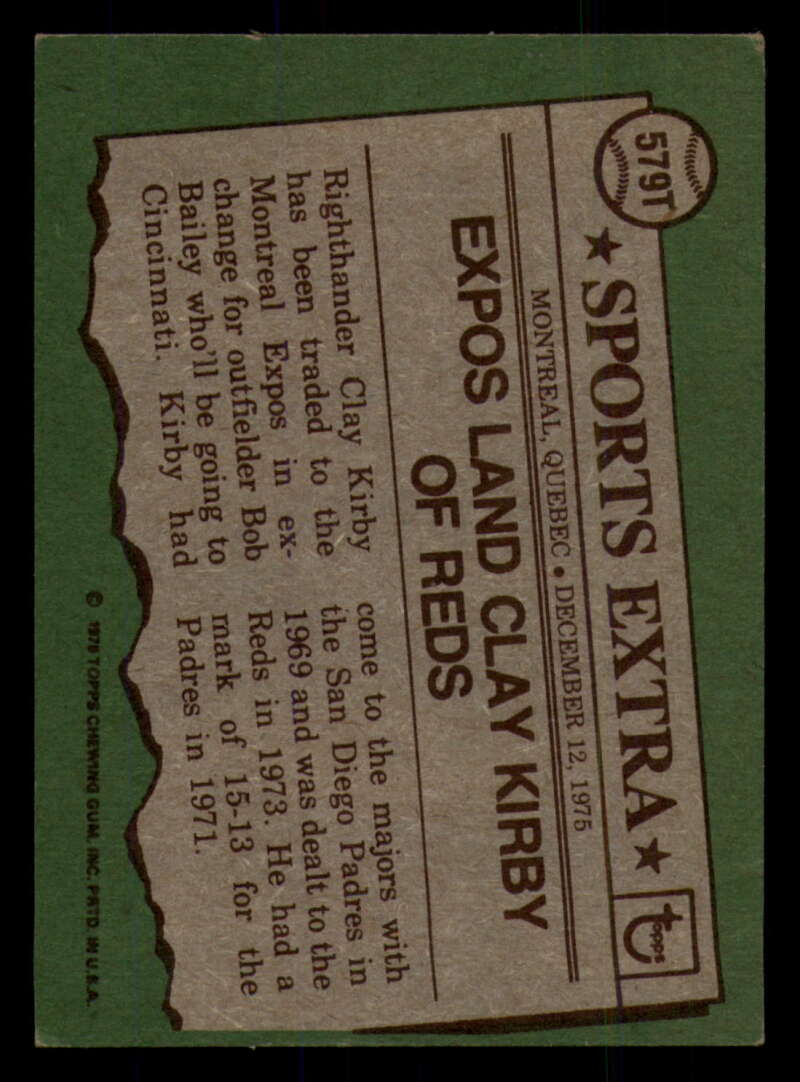 579T
★ SPORTS EXTRA ★
topps
MONTREAL, QUEBEC • DECEMBER 12, 1975
EXPOS LAND CLAY KIRBY
OF REDS
Righthander Clay Kirby
has been traded to the
Montreal Expos in ex-
change for outfielder Bob
Bailey who'll be going to
Cincinnati. Kirby had
come to the majors with
the San Diego Padres in
1969 and was dealt to the
Reds in 1973. He had a
mark of 15-13 for the
Padres in 1971.
© 1976 TOPPS CHEWING GUM, INC. PRTD. IN U.S.A.